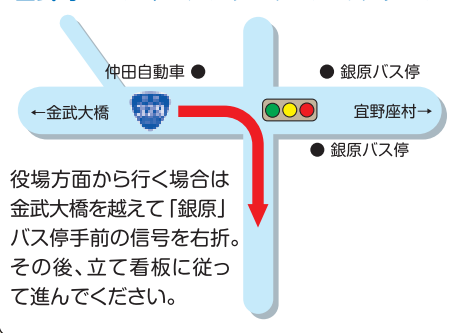 仲田自動車 ●
● 銀原バス停
←金武大橋
329
宜野座村→
● 銀原バス停
役場方面から行く場合は
金武大橋を越えて「銀原」
バス停手前の信号を右折。
その後、立て看板に従っ
て進んでください。